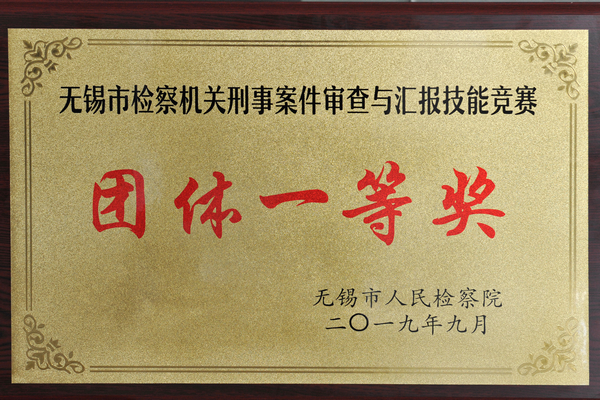 无锡市检察机关刑事案件审查与汇报技能竞赛
团体一等奖
无锡市人民检察院
二〇一九年九月